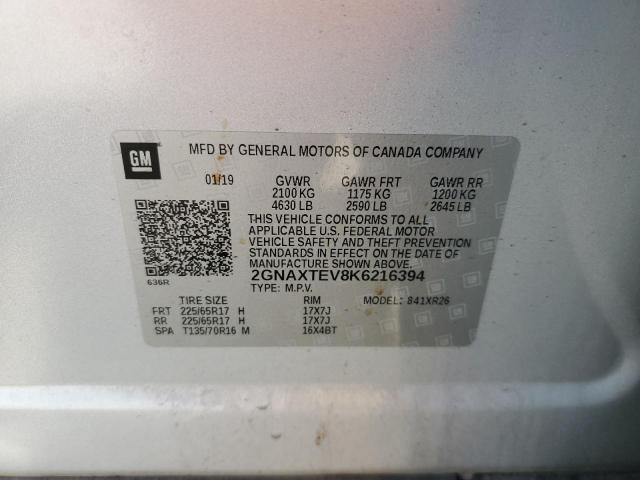 GM
MFD BY GENERAL MOTORS OF CANADA COMPANY
01/19 GVWR GAWR FRT GAWR RR
2100 KG 1175 KG 1200 KG
4630 LB 2590 LB 2645 LB
THIS VEHICLE CONFORMS TO ALL
APPLICABLE U.S. FEDERAL MOTOR
VEHICLE SAFETY AND THEFT PREVENTION
STANDARDS IN EFFECT ON THE DATE OF
MANUFACTURE SHOWN ABOVE.
2GNAXTEV8K6216394
636R TYPE: M.P.V.
TIRE SIZE RIM MODEL: 841XR26
FRT 225/65R17 H 17X7J
RR 225/65R17 H 17X7J
SPA T135/70R16 M 16X4BT